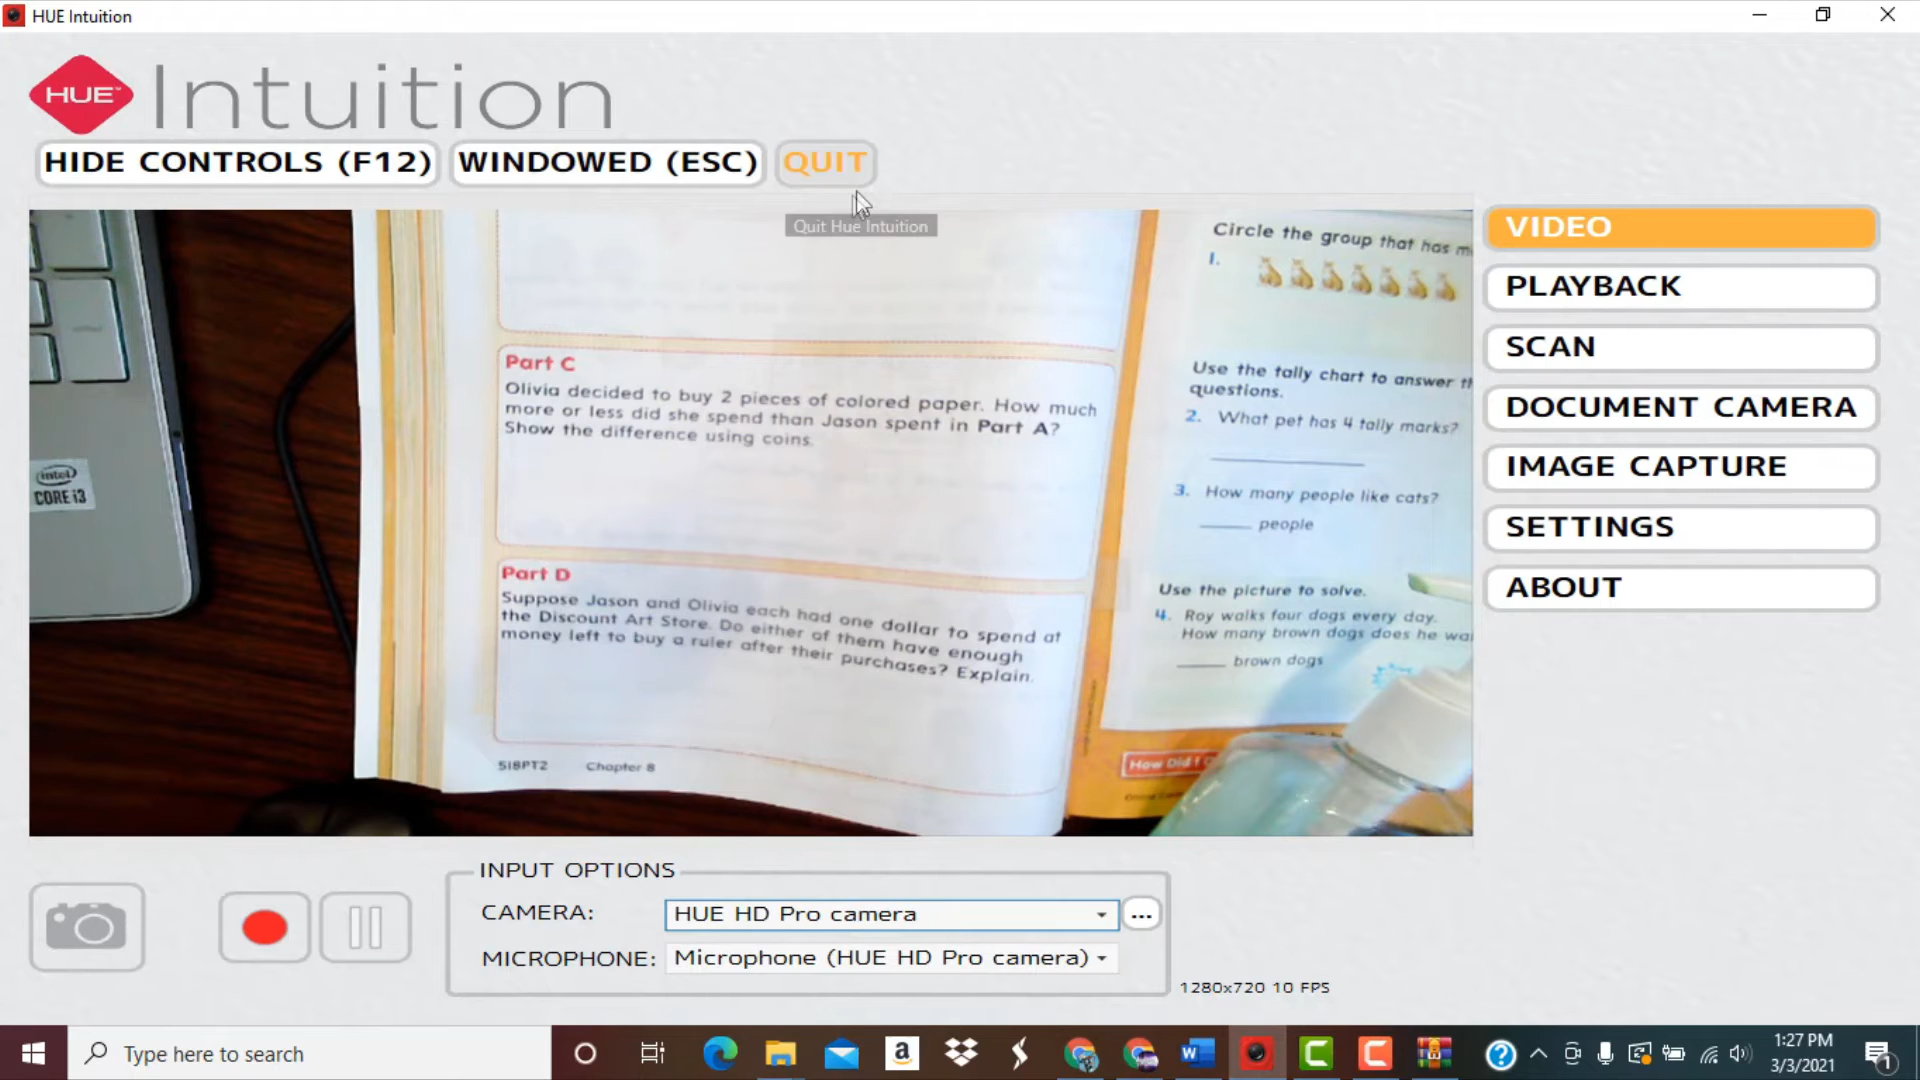 HUE Intuition
HUE™ Intuition
HIDE CONTROLS (F12)
WINDOWED (ESC)
QUIT
Quit Hue Intuition
Part C
Olivia decided to buy 2 pieces of colored paper. How much
more or less did she spend than Jason spent in Part A?
Show the difference using coins.
Part D
Suppose Jason and Olivia each had one dollar to spend at
the Discount Art Store. Do either of them have enough
money left to buy a ruler after their purchases? Explain.
518PT2 Chapter 8
intel
CORE i3
Circle the group that has
1.
Use the tally chart to answer
questions.
2. What pet has 4 tally marks?
3. How many people like cats?
people
Use the picture to solve.
4. Roy walks four dogs every day.
How many brown dogs does he
brown dogs
How Did I
VIDEO
PLAYBACK
SCAN
DOCUMENT CAMERA
IMAGE CAPTURE
SETTINGS
ABOUT
INPUT OPTIONS
CAMERA:
HUE HD Pro camera
...
MICROPHONE:
Microphone (HUE HD Pro camera)
1280x720 10 FPS
Type here to search
a
W
C
C
?
1:27 PM
3/3/2021
1